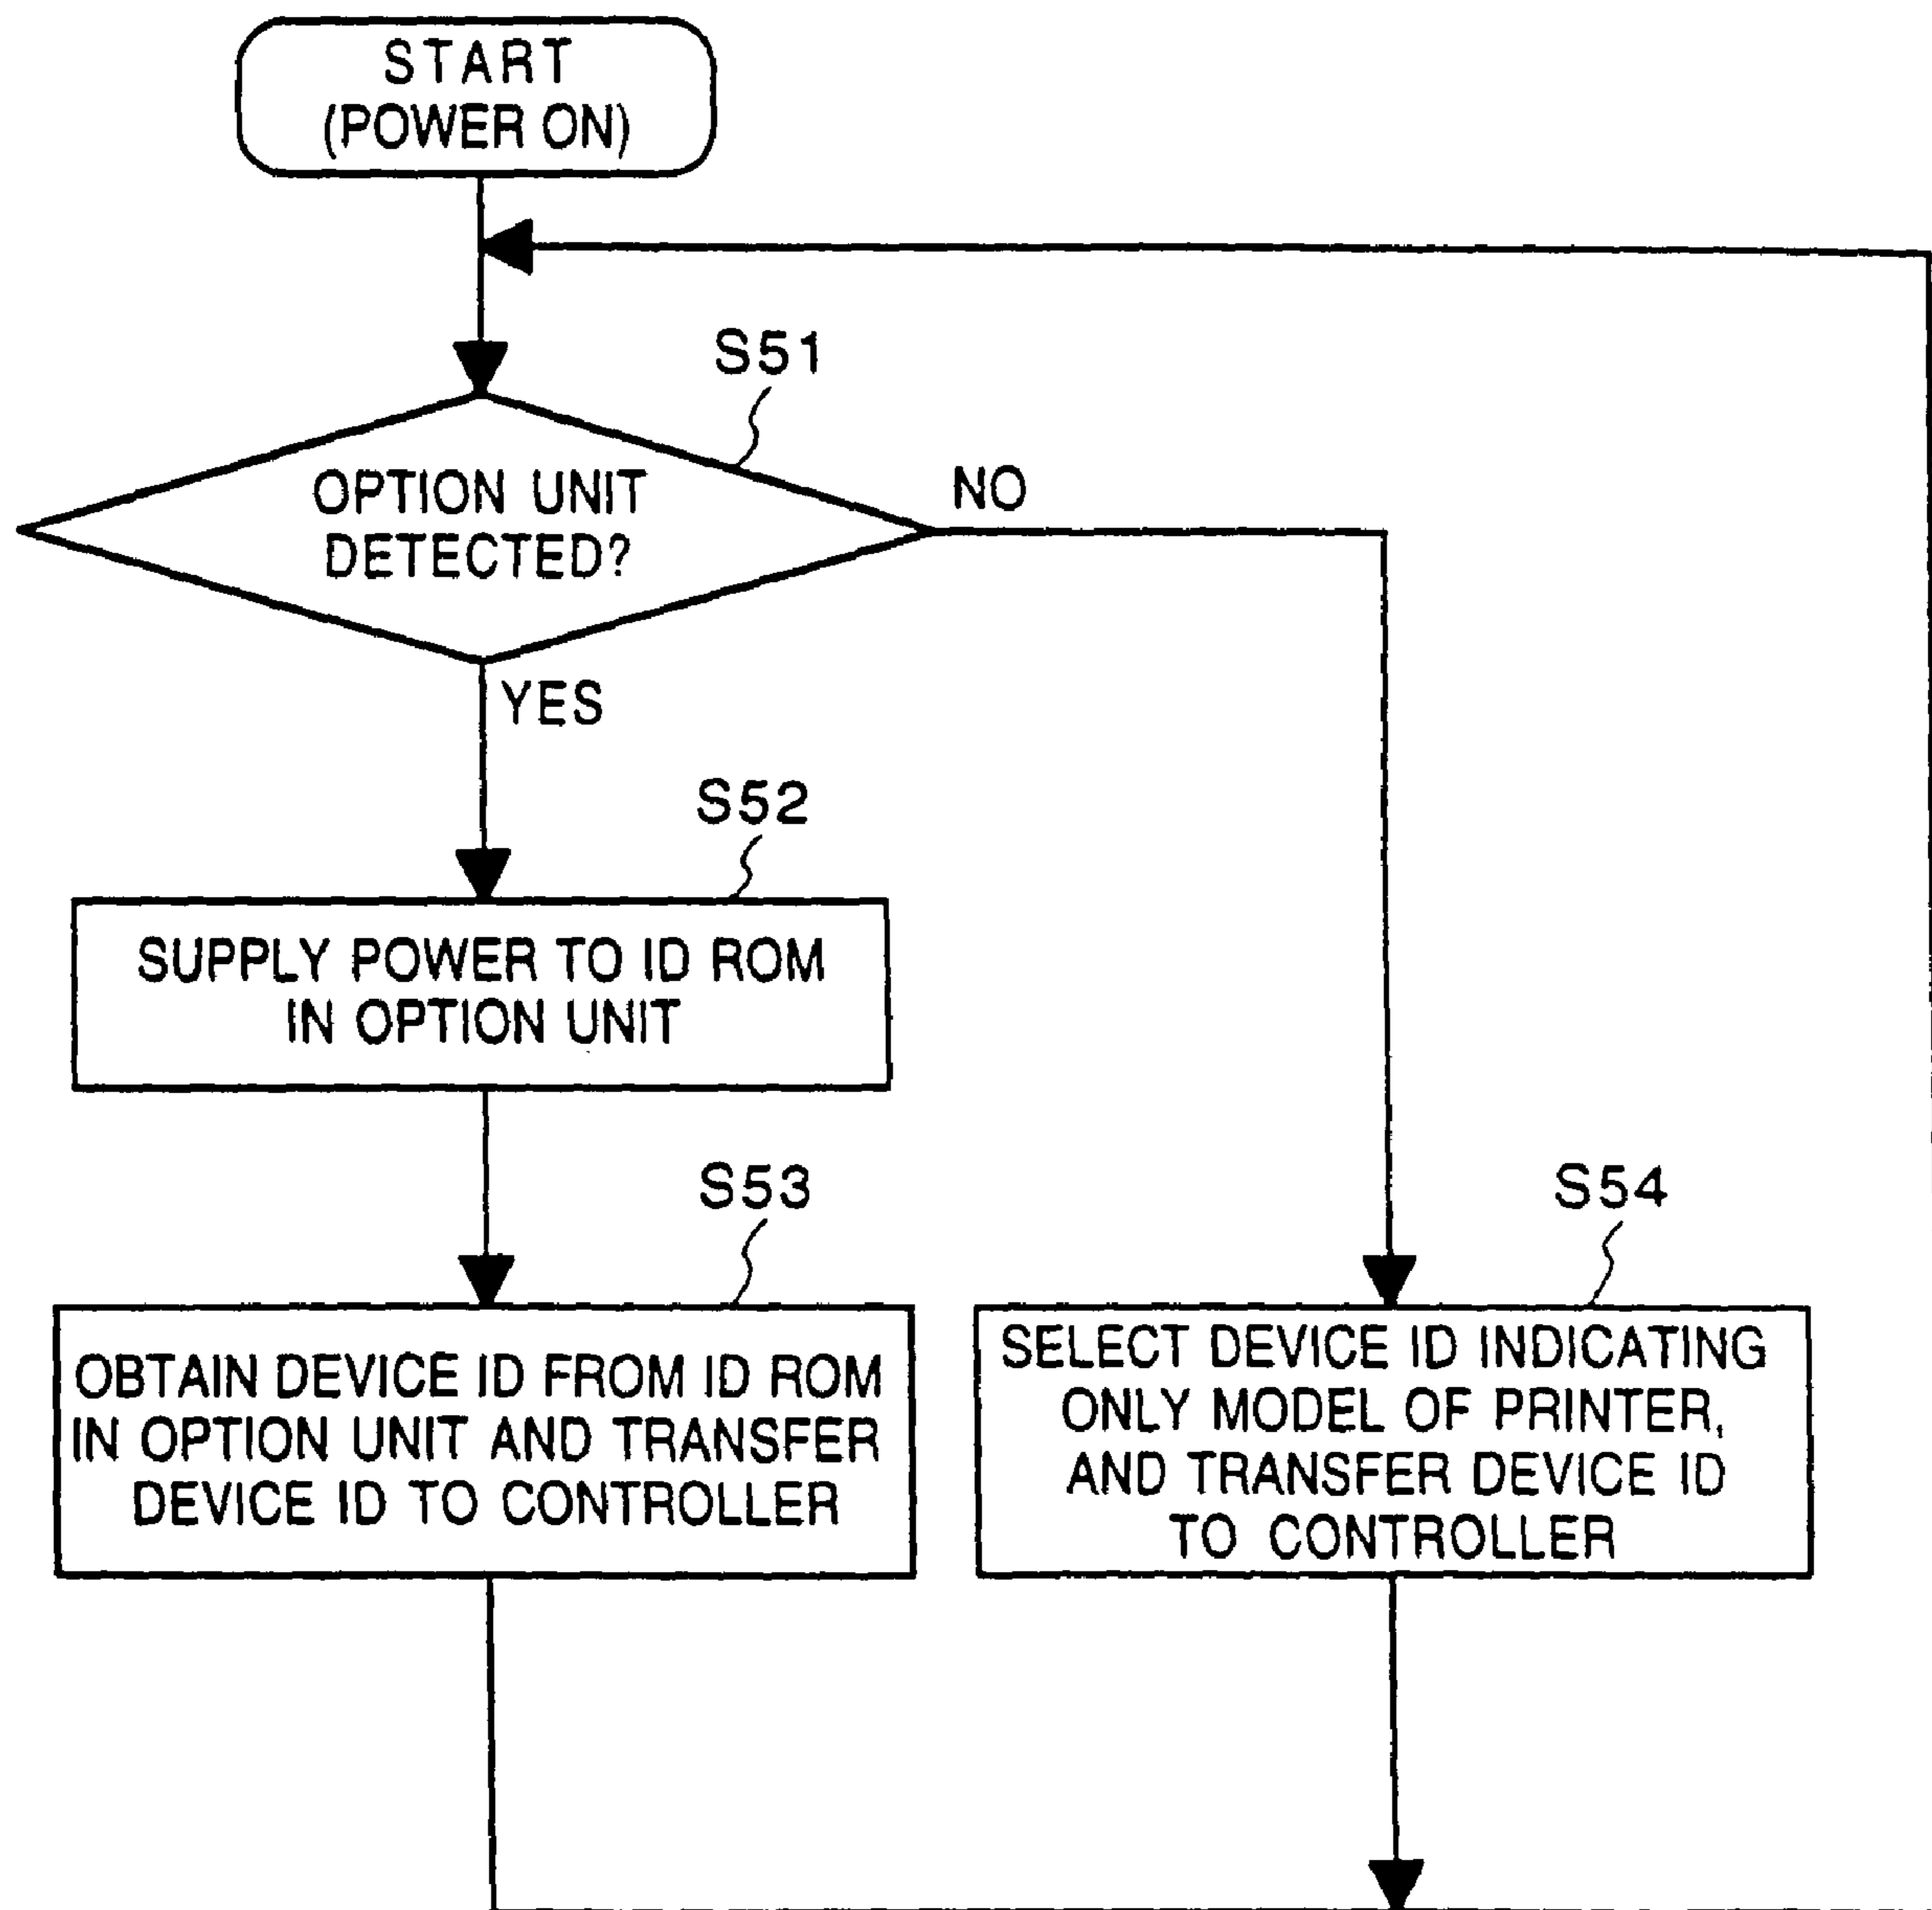 START
(POWER ON)
S51
OPTION UNIT
DETECTED?
NO
YES
S52
SUPPLY POWER TO ID ROM
IN OPTION UNIT
S53
OBTAIN DEVICE ID FROM ID ROM
IN OPTION UNIT AND TRANSFER
DEVICE ID TO CONTROLLER
S54
SELECT DEVICE ID INDICATING
ONLY MODEL OF PRINTER,
AND TRANSFER DEVICE ID
TO CONTROLLER